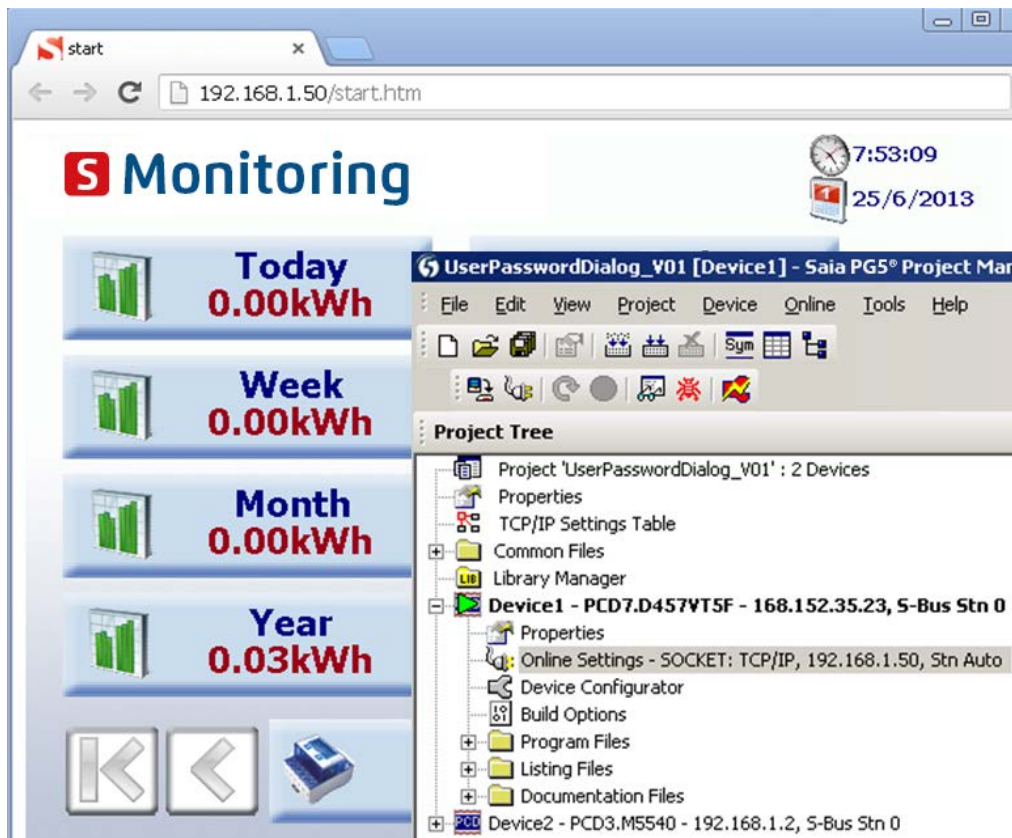 start
192.168.1.50/start.htm
S Monitoring
7:53:09
1
25/6/2013
Today
0.00kWh
Week
0.00kWh
Month
0.00kWh
Year
0.03kWh
UserPasswordDialog_V01 [Device1] - Saia PG5® Project Mar
File Edit View Project Device Online Tools Help
Sym
Project Tree
Project 'UserPasswordDialog_V01' : 2 Devices
Properties
TCP/IP Settings Table
Common Files
LIB Library Manager
Device1 - PCD7.D457VT5F - 168.152.35.23, S-Bus Stn 0
Properties
Online Settings - SOCKET: TCP/IP, 192.168.1.50, Stn Auto
Device Configurator
Build Options
Program Files
Listing Files
Documentation Files
PCD Device2 - PCD3.M5540 - 192.168.1.2, S-Bus Stn 0